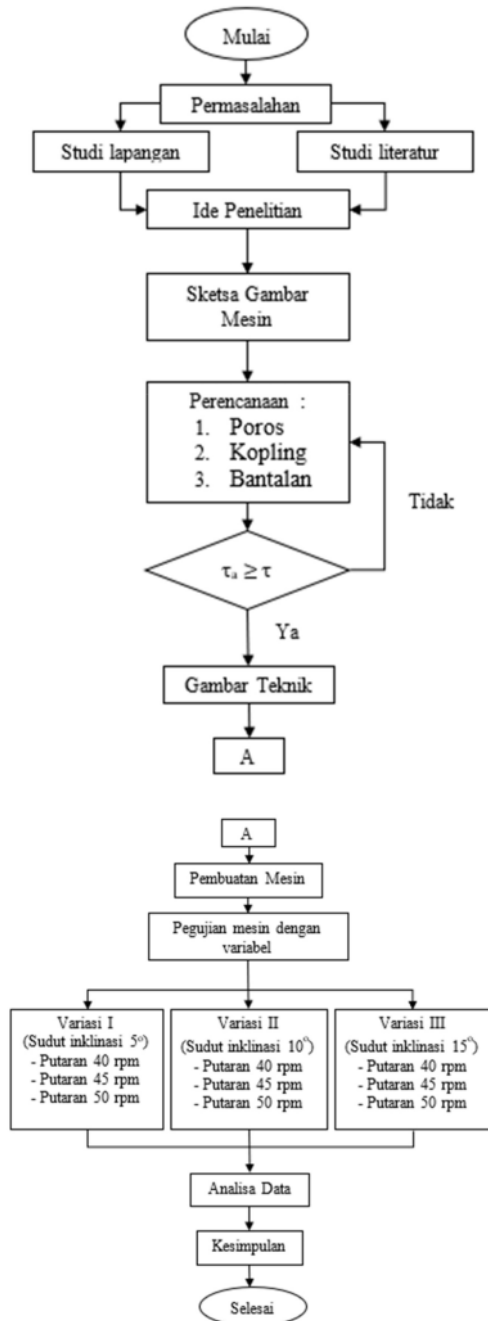 Mulai
Permasalahan
Studi lapangan
Studi literatur
Ide Penelitian
Sketsa Gambar
Mesin
Perencanaan :
1. Poros
2. Kopling
3. Bantalan
Tidak
τₐ ≥ τ
Ya
Gambar Teknik
A
A
Pembuatan Mesin
Pegujian mesin dengan
variabel
Variasi I
(Sudut inklinasi 5°)
- Putaran 40 rpm
- Putaran 45 rpm
- Putaran 50 rpm
Variasi II
(Sudut inklinasi 10°)
- Putaran 40 rpm
- Putaran 45 rpm
- Putaran 50 rpm
Variasi III
(Sudut inklinasi 15°)
- Putaran 40 rpm
- Putaran 45 rpm
- Putaran 50 rpm
Analisa Data
Kesimpulan
Selesai